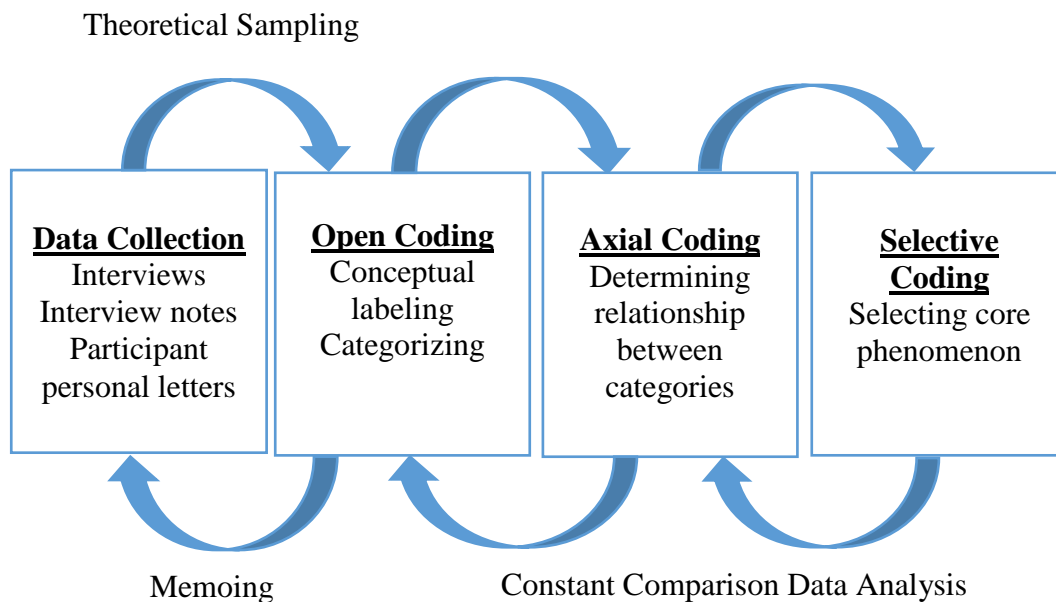 Theoretical Sampling
Data Collection
Interviews
Interview notes
Participant
personal letters
Open Coding
Conceptual
labeling
Categorizing
Axial Coding
Determining
relationship
between
categories
Selective
Coding
Selecting core
phenomenon
Memoing
Constant Comparison Data Analysis